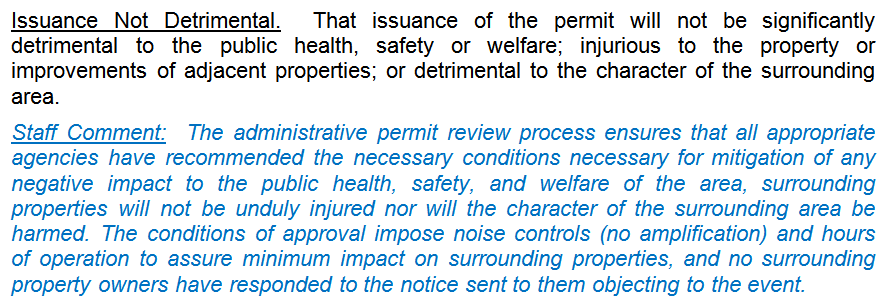 Issuance Not Detrimental. That issuance of the permit will not be significantly
detrimental to the public health, safety or welfare; injurious to the property or
improvements of adjacent properties; or detrimental to the character of the surrounding
area.
Staff Comment: The administrative permit review process ensures that all appropriate
agencies have recommended the necessary conditions necessary for mitigation of any
negative impact to the public health, safety, and welfare of the area, surrounding
properties will not be unduly injured nor will the character of the surrounding area be
harmed. The conditions of approval impose noise controls (no amplification) and hours
of operation to assure minimum impact on surrounding properties, and no surrounding
property owners have responded to the notice sent to them objecting to the event.